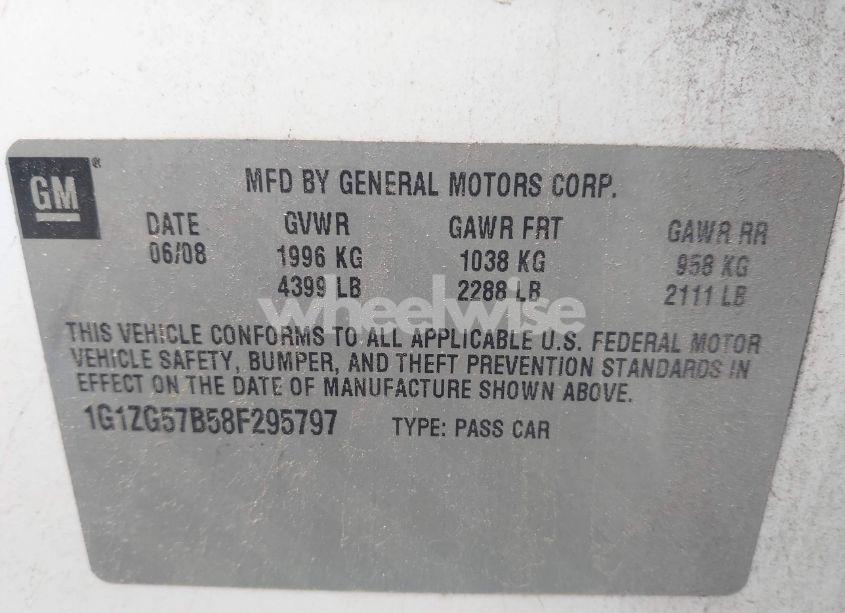 GM®
MFD BY GENERAL MOTORS CORP.
DATE GVWR GAWR FRT GAWR RR
06/08 1996 KG 1038 KG 958 KG
4399 LB 2288 LB 2111 LB
wheelwise
THIS VEHICLE CONFORMS TO ALL APPLICABLE U.S. FEDERAL MOTOR
VEHICLE SAFETY, BUMPER, AND THEFT PREVENTION STANDARDS IN
EFFECT ON THE DATE OF MANUFACTURE SHOWN ABOVE.
1G1ZG57B58F295797 TYPE: PASS CAR